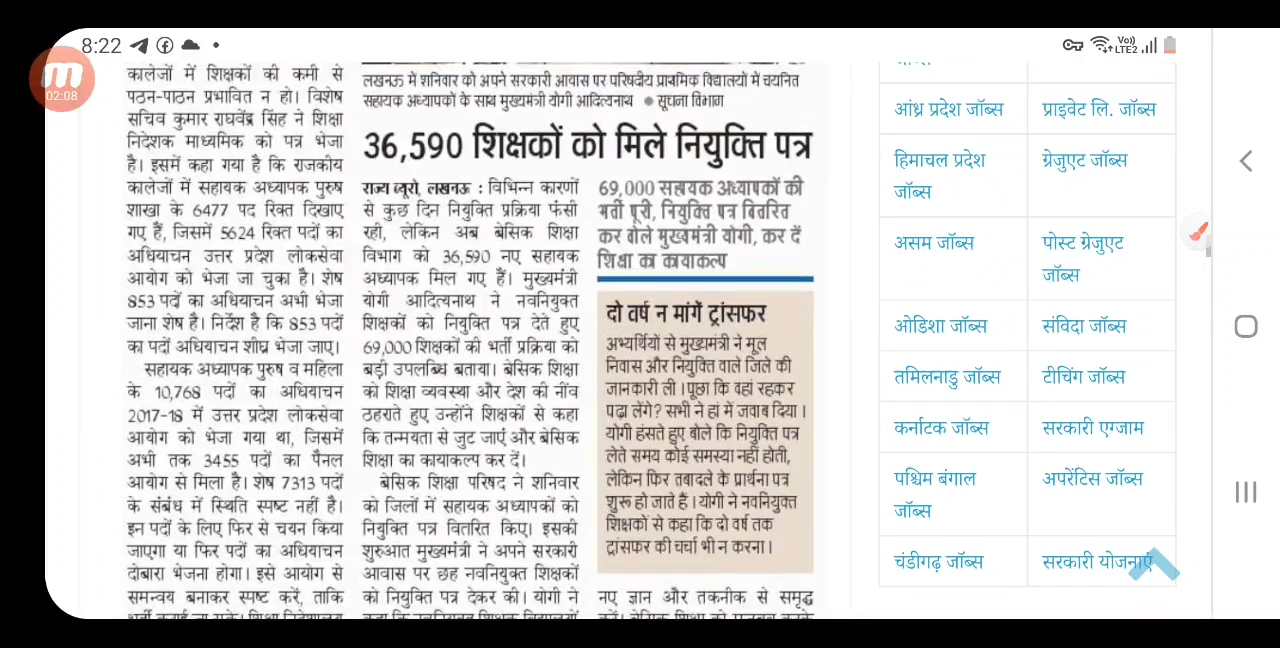 8:22
Vo))
LTE2
02:08
कालेजों में शिक्षकों की कमी से
पठन-पाठन प्रभावित न हो। विशेष
सचिव कुमार राघवेंद्र सिंह ने शिक्षा
निदेशक माध्यमिक को पत्र भेजा
है। इसमें कहा गया है कि राजकीय
कालेजों में सहायक अध्यापक पुरुष
शाखा के 6477 पद रिक्त दिखाए
गए हैं, जिसमें 5624 रिक्त पदों का
अधियाचन उत्तर प्रदेश लोकसेवा
आयोग को भेजा जा चुका है। शेष
853 पदों का अधियाचन अभी भेजा
जाना शेष है। निर्देश है कि 853 पदों
का पदों अधियाचन शीघ्र भेजा जाए।
सहायक अध्यापक पुरुष व महिला
के 10,768 पदों का अधियाचन
2017-18 में उत्तर प्रदेश लोकसेवा
आयोग को भेजा गया था, जिसमें
अभी तक 3455 पदों का पैनल
आयोग से मिला है। शेष 7313 पदों
के संबंध में स्थिति स्पष्ट नहीं है।
इन पदों के लिए फिर से चयन किया
जाएगा या फिर पदों का अधियाचन
दोबारा भेजना होगा। इसे आयोग से
समन्वय बनाकर स्पष्ट करें, ताकि
लखनऊ में शनिवार को अपने सरकारी आवास पर परिषदीय प्राथमिक विद्यालयों में चयनित
सहायक अध्यापकों के साथ मुख्यमंत्री योगी आदित्यनाथ ● सूचना विभाग
36,590 शिक्षकों को मिले नियुक्ति पत्र
राज्य ब्यूरो, लखनऊ : विभिन्न कारणों
से कुछ दिन नियुक्ति प्रक्रिया फंसी
रही, लेकिन अब बेसिक शिक्षा
विभाग को 36,590 नए सहायक
अध्यापक मिल गए हैं। मुख्यमंत्री
योगी आदित्यनाथ ने नवनियुक्त
शिक्षकों को नियुक्ति पत्र देते हुए
69,000 शिक्षकों की भर्ती प्रक्रिया को
बड़ी उपलब्धि बताया। बेसिक शिक्षा
को शिक्षा व्यवस्था और देश की नींव
ठहराते हुए उन्होंने शिक्षकों से कहा
कि तन्मयता से जुट जाएं और बेसिक
शिक्षा का कायाकल्प कर दें।
बेसिक शिक्षा परिषद ने शनिवार
को जिलों में सहायक अध्यापकों को
नियुक्ति पत्र वितरित किए। इसकी
शुरुआत मुख्यमंत्री ने अपने सरकारी
आवास पर छह नवनियुक्त शिक्षकों
को नियुक्ति पत्र देकर की। योगी ने
69,000 सहायक अध्यापकों की
भर्ती पूरी, नियुक्ति पत्र वितरित
कर बोले मुख्यमंत्री योगी, कर दें
शिक्षा का कायाकल्प
दो वर्ष न मांगें ट्रांसफर
अभ्यर्थियों से मुख्यमंत्री ने मूल
निवास और नियुक्ति वाले जिले की
जानकारी ली। पूछा कि वहां रहकर
पढ़ा लेंगे? सभी ने हां में जवाब दिया।
योगी हंसते हुए बोले कि नियुक्ति पत्र
लेते समय कोई समस्या नहीं होती,
लेकिन फिर तबादले के प्रार्थना पत्र
शुरू हो जाते हैं। योगी ने नवनियुक्त
शिक्षकों से कहा कि दो वर्ष तक
ट्रांसफर की चर्चा भी न करना।
नए ज्ञान और तकनीक से समृद्ध
आंध्र प्रदेश जॉब्स
प्राइवेट लि. जॉब्स
हिमाचल प्रदेश
जॉब्स
ग्रेजुएट जॉब्स
असम जॉब्स
पोस्ट ग्रेजुएट
जॉब्स
ओडिशा जॉब्स
संविदा जॉब्स
तमिलनाडु जॉब्स
टीचिंग जॉब्स
कर्नाटक जॉब्स
सरकारी एग्जाम
पश्चिम बंगाल
जॉब्स
अपरेंटिस जॉब्स
चंडीगढ़ जॉब्स
सरकारी योजनाएं